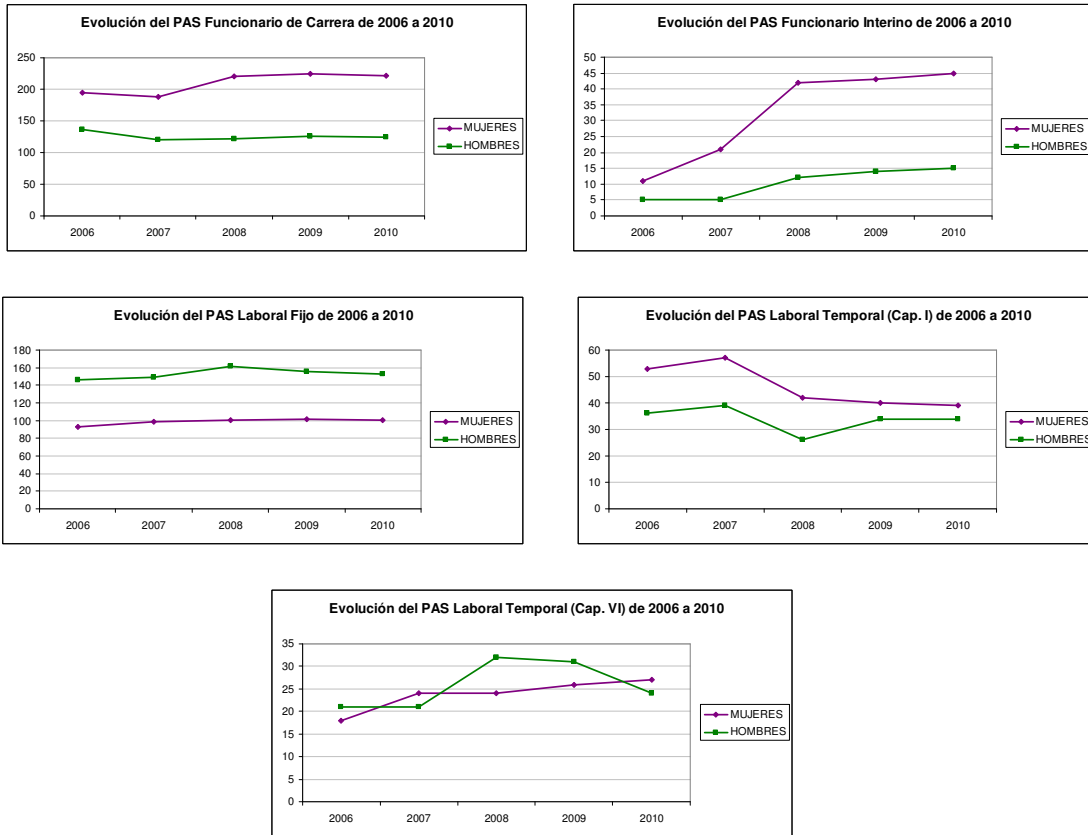 Evolución del PAS Funcionario de Carrera de 2006 a 2010
250
200
150
100
50
0
2006 2007 2008 2009 2010
MUJERES
HOMBRES
Evolución del PAS Funcionario Interino de 2006 a 2010
50
45
40
35
30
25
20
15
10
5
0
2006 2007 2008 2009 2010
MUJERES
HOMBRES
Evolución del PAS Laboral Fijo de 2006 a 2010
180
160
140
120
100
80
60
40
20
0
2006 2007 2008 2009 2010
MUJERES
HOMBRES
Evolución del PAS Laboral Temporal (Cap. I) de 2006 a 2010
60
50
40
30
20
10
0
2006 2007 2008 2009 2010
MUJERES
HOMBRES
Evolución del PAS Laboral Temporal (Cap. VI) de 2006 a 2010
35
30
25
20
15
10
5
0
2006 2007 2008 2009 2010
MUJERES
HOMBRES